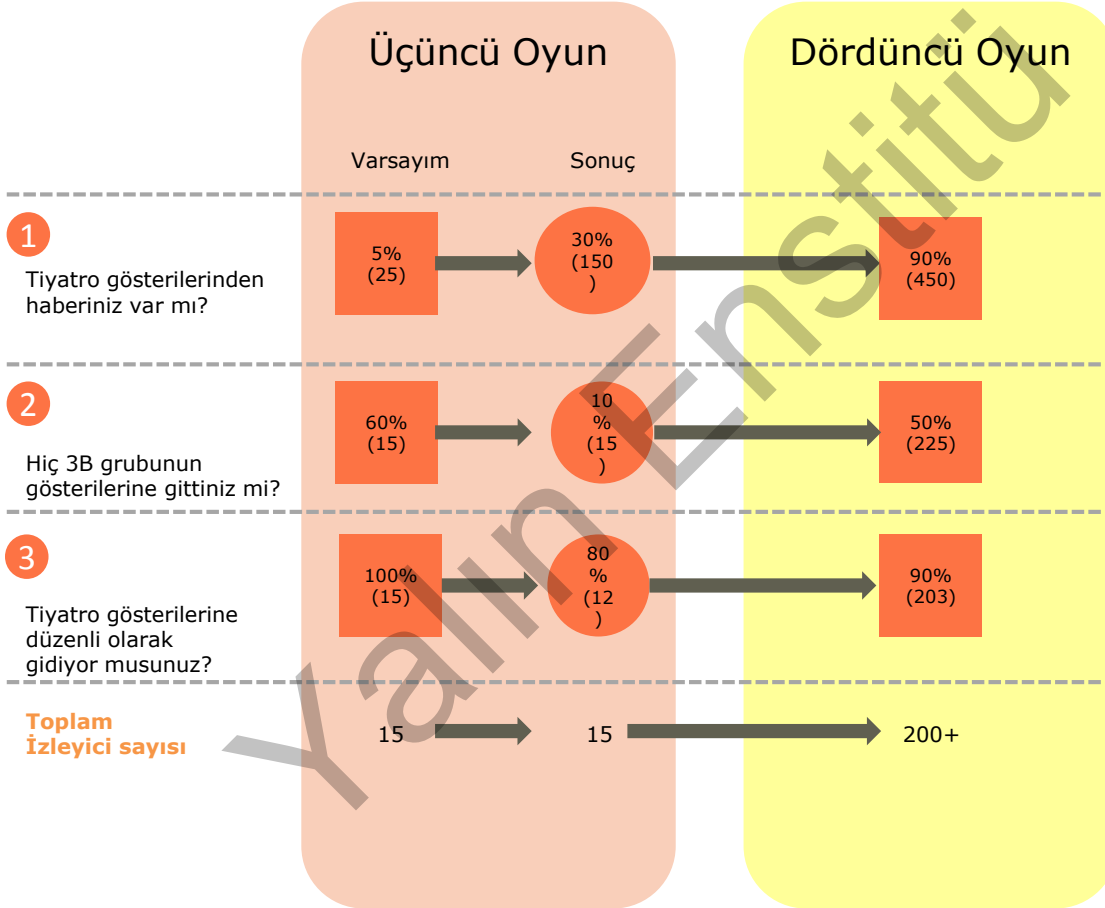 Üçüncü Oyun
Dördüncü Oyun
Varsayım
Sonuç
1
Tiyatro gösterilerinden
haberiniz var mı?
5%
(25)
30%
(150
)
90%
(450)
2
Hiç 3B grubunun
gösterilerine gittiniz mi?
60%
(15)
10
%
(15
)
50%
(225)
3
Tiyatro gösterilerine
düzenli olarak
gidiyor musunuz?
100%
(15)
80
%
(12
)
90%
(203)
Toplam
İzleyici sayısı
15
15
200+
Yalın Enstitü